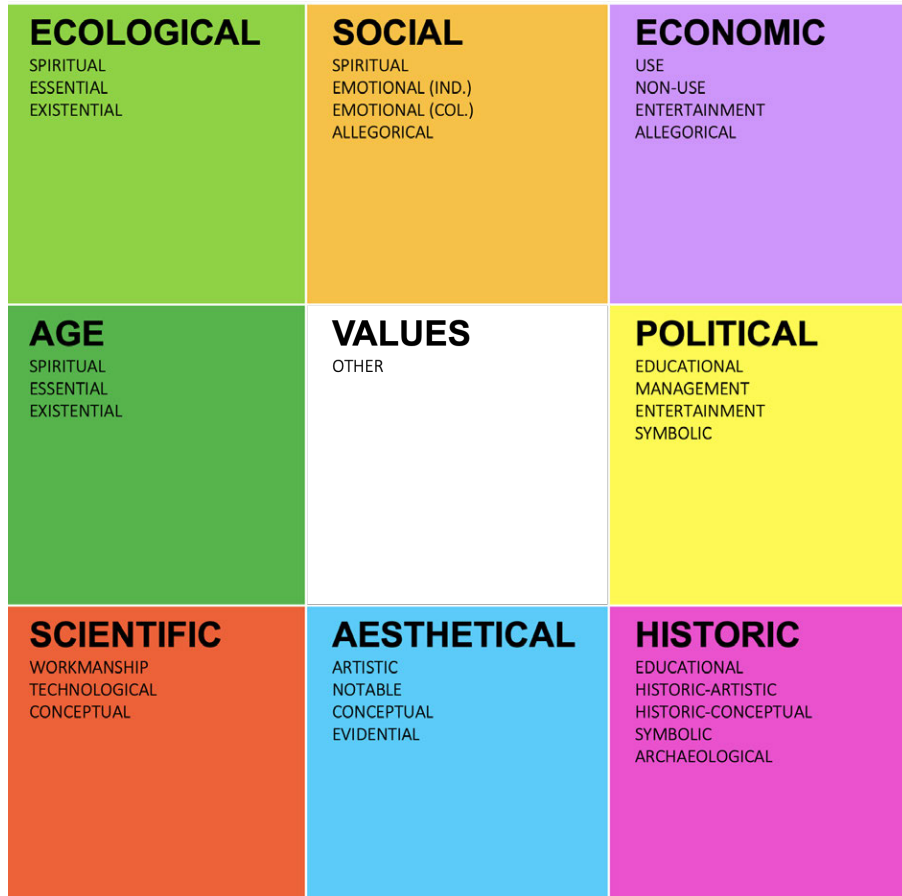 ECOLOGICAL
SPIRITUAL
ESSENTIAL
EXISTENTIAL
SOCIAL
SPIRITUAL
EMOTIONAL (IND.)
EMOTIONAL (COL.)
ALLEGORICAL
ECONOMIC
USE
NON-USE
ENTERTAINMENT
ALLEGORICAL
AGE
SPIRITUAL
ESSENTIAL
EXISTENTIAL
VALUES
OTHER
POLITICAL
EDUCATIONAL
MANAGEMENT
ENTERTAINMENT
SYMBOLIC
SCIENTIFIC
WORKMANSHIP
TECHNOLOGICAL
CONCEPTUAL
AESTHETICAL
ARTISTIC
NOTABLE
CONCEPTUAL
EVIDENTIAL
HISTORIC
EDUCATIONAL
HISTORIC-ARTISTIC
HISTORIC-CONCEPTUAL
SYMBOLIC
ARCHAEOLOGICAL